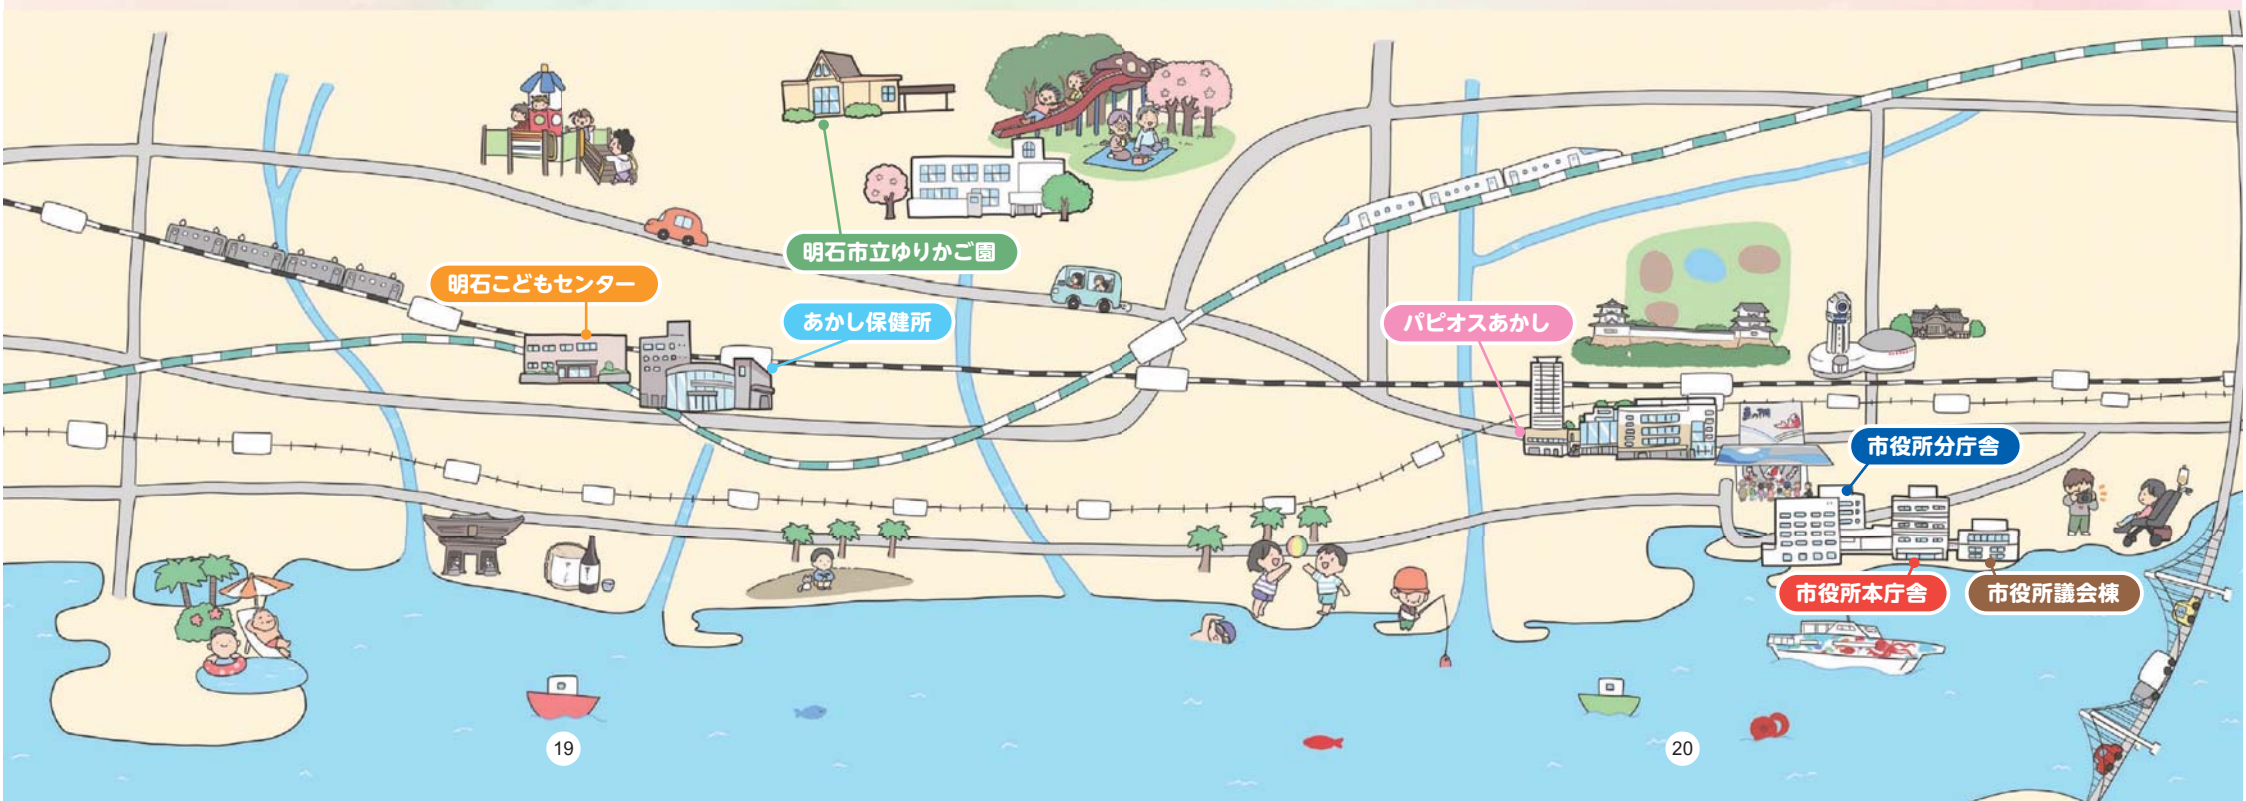 明石市立ゆりかご園
明石こどもセンター
あかし保健所
パピオスあかし
市役所分庁舎
市役所本庁舎
市役所議会棟
19
20